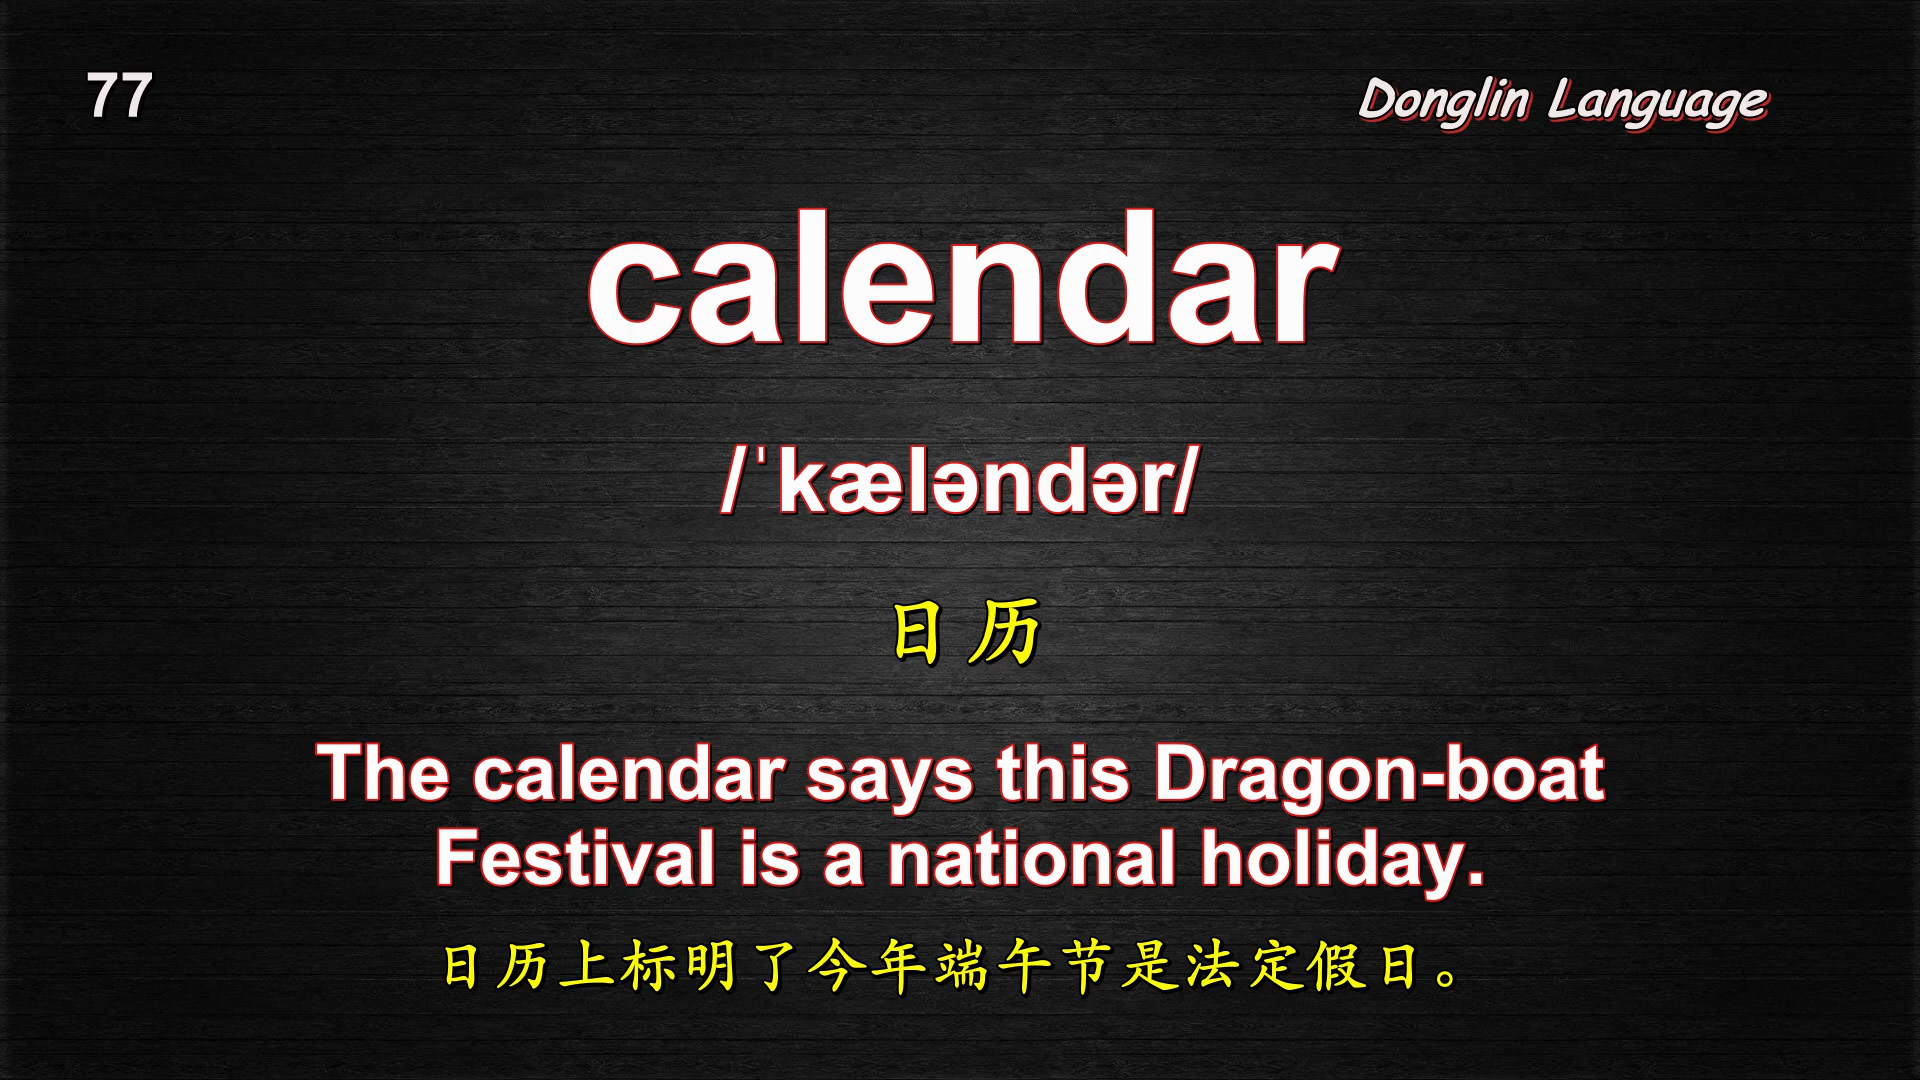 77
Donglin Language
calendar
/ˈkæləndər/
日历
The calendar says this Dragon-boat
Festival is a national holiday.
日历上标明了今年端午节是法定假日。